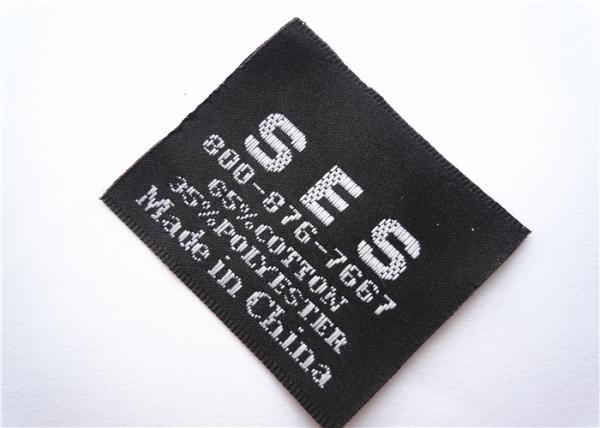 SES
800-876-7667
65%COTTON
35%POLYESTER
Made in China